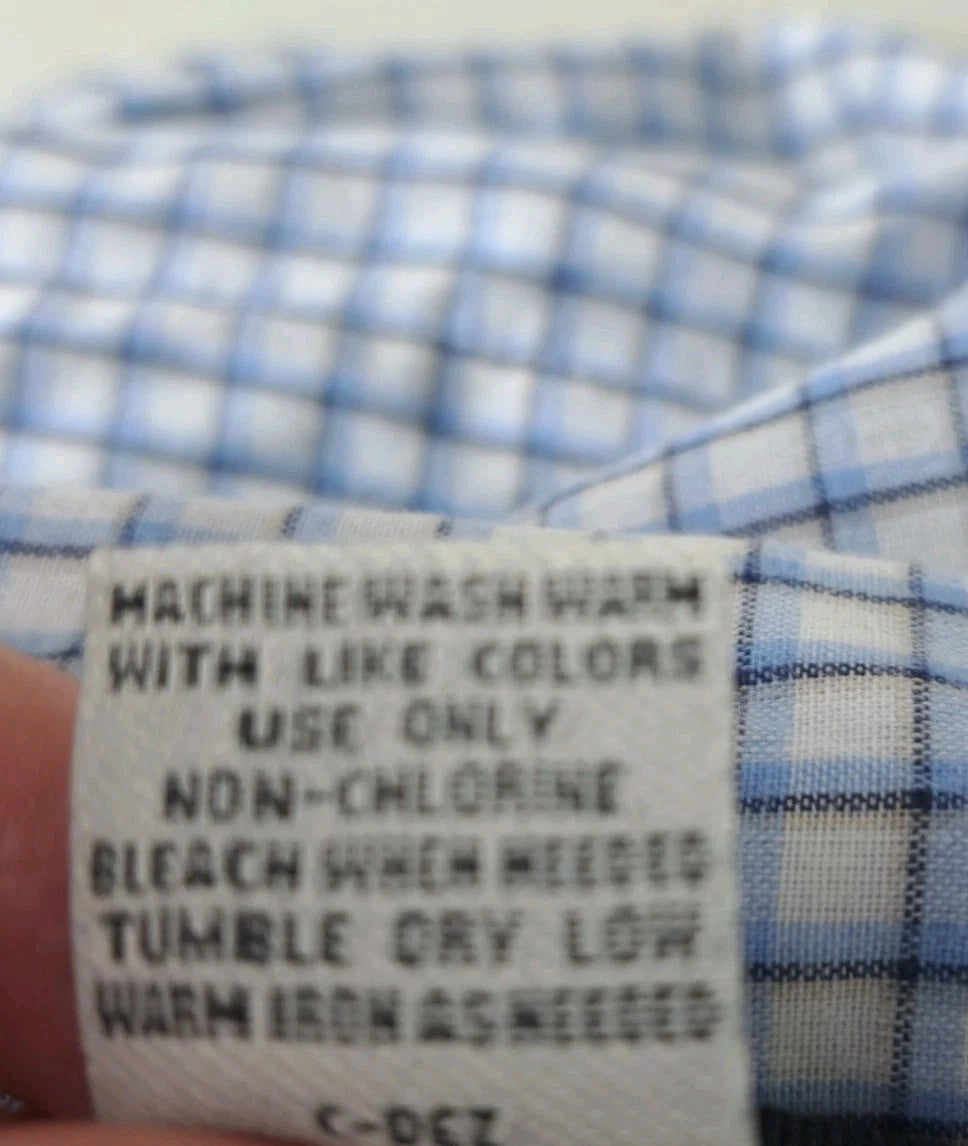 MACHINE WASH WARM
WITH LIKE COLORS
USE ONLY
NON-CHLORINE
BLEACH WHEN NEEDED
TUMBLE DRY LOW
WARM IRON AS NEEDED